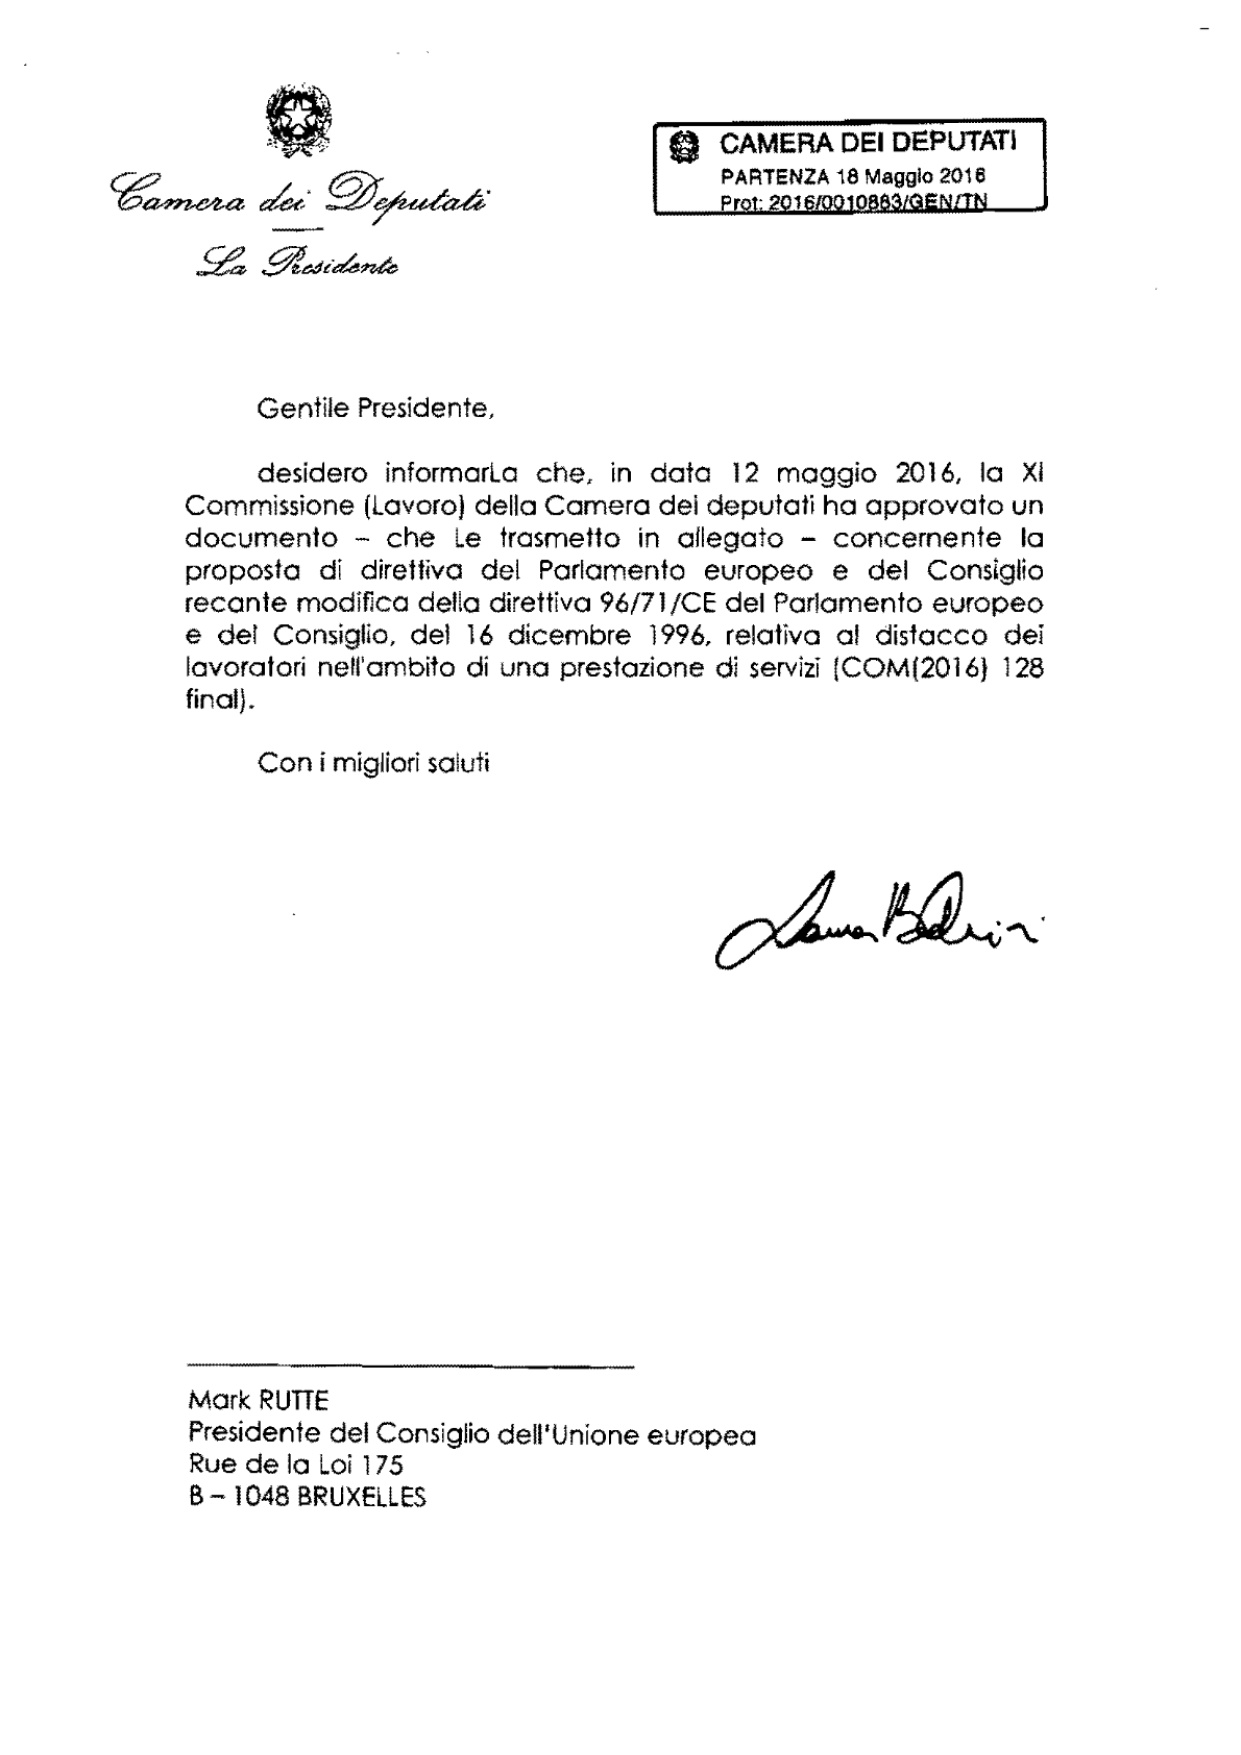 Camera dei Deputati
La Presidente
CAMERA DEI DEPUTATI
PARTENZA 18 Maggio 2016
Prot: 2016/0010883/GEN/TN
Gentile Presidente,
desidero informarLa che, in data 12 maggio 2016, la XI
Commissione (Lavoro) della Camera dei deputati ha approvato un
documento – che Le trasmetto in allegato – concernente la
proposta di direttiva del Parlamento europeo e del Consiglio
recante modifica della direttiva 96/71/CE del Parlamento europeo
e del Consiglio, del 16 dicembre 1996, relativa al distacco dei
lavoratori nell'ambito di una prestazione di servizi (COM(2016) 128
final).
Con i migliori saluti
Laura Boldrini
Mark RUTTE
Presidente del Consiglio dell'Unione europea
Rue de la Loi 175
B – 1048 BRUXELLES